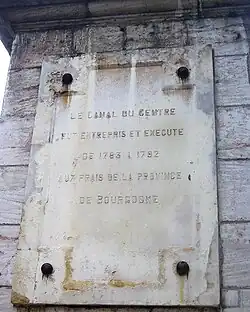 LE CANAL DU CENTRE
FUT ENTREPRIS ET EXECUTE
DE 1783 A 1792
AUX FRAIS DE LA PROVINCE
DE BOURGOGNE